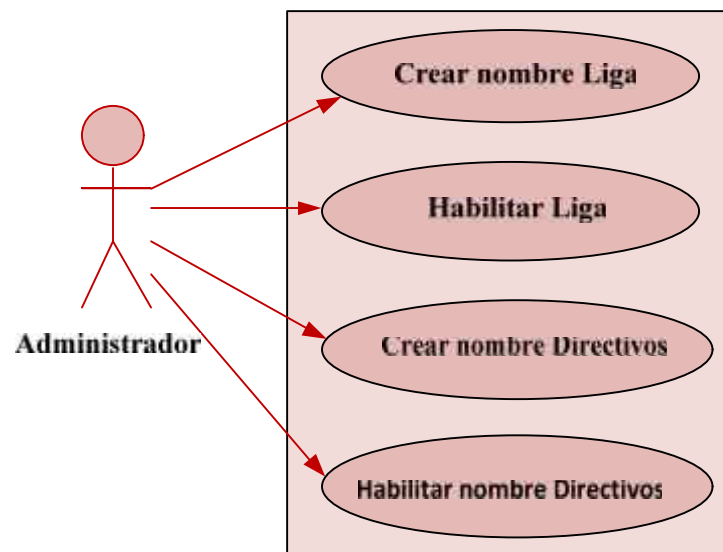 Crear nombre Liga
Habilitar Liga
Administrador
Crear nombre Directivos
Habilitar nombre Directivos